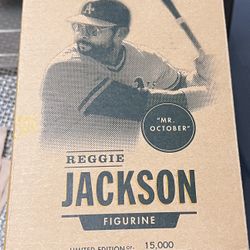 A
"MR.
OCTOBER"
REGGIE
JACKSON
FIGURINE
LIMITED EDITION OF: 15,000